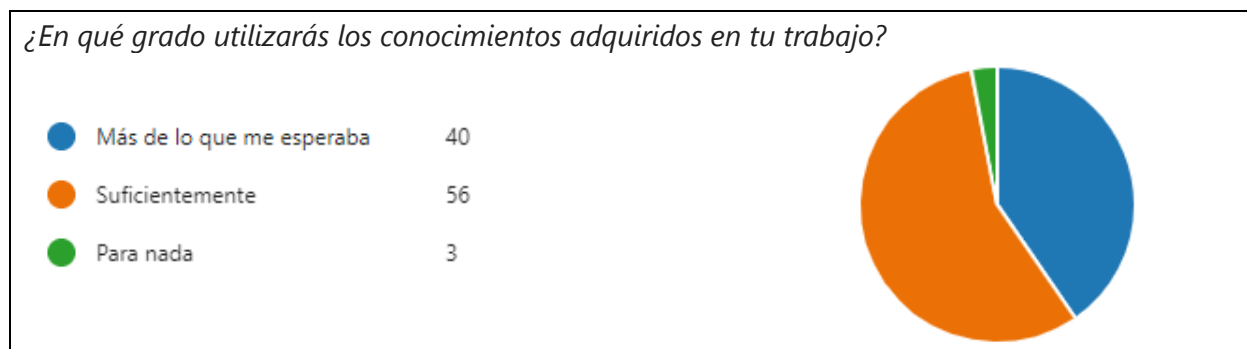 ¿En qué grado utilizarás los conocimientos adquiridos en tu trabajo?
Más de lo que me esperaba 40
Suficientemente 56
Para nada 3